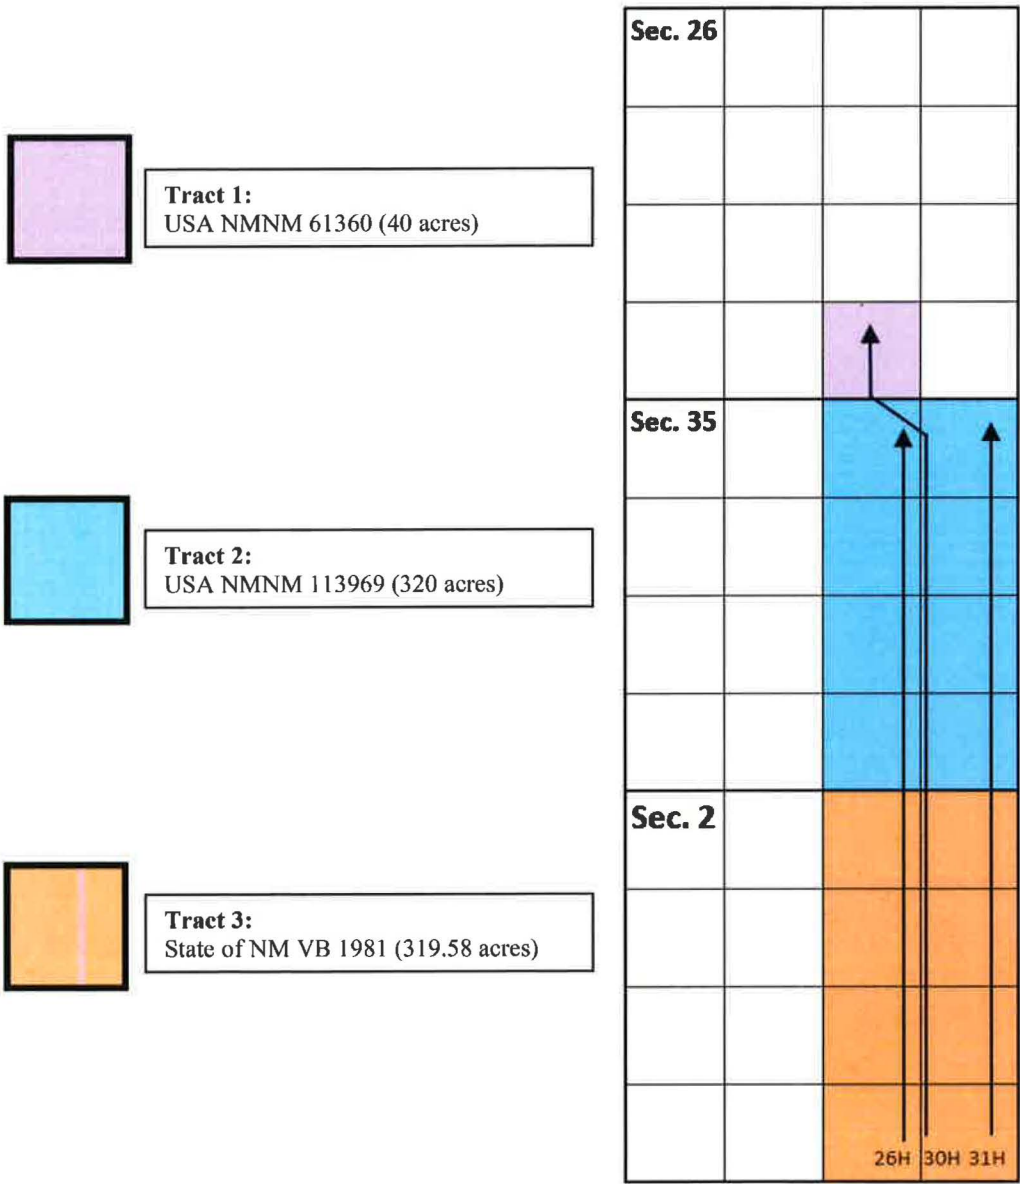 Sec. 26
Tract 1:
USA NMNM 61360 (40 acres)
Sec. 35
Tract 2:
USA NMNM 113969 (320 acres)
Sec. 2
Tract 3:
State of NM VB 1981 (319.58 acres)
26H 30H 31H